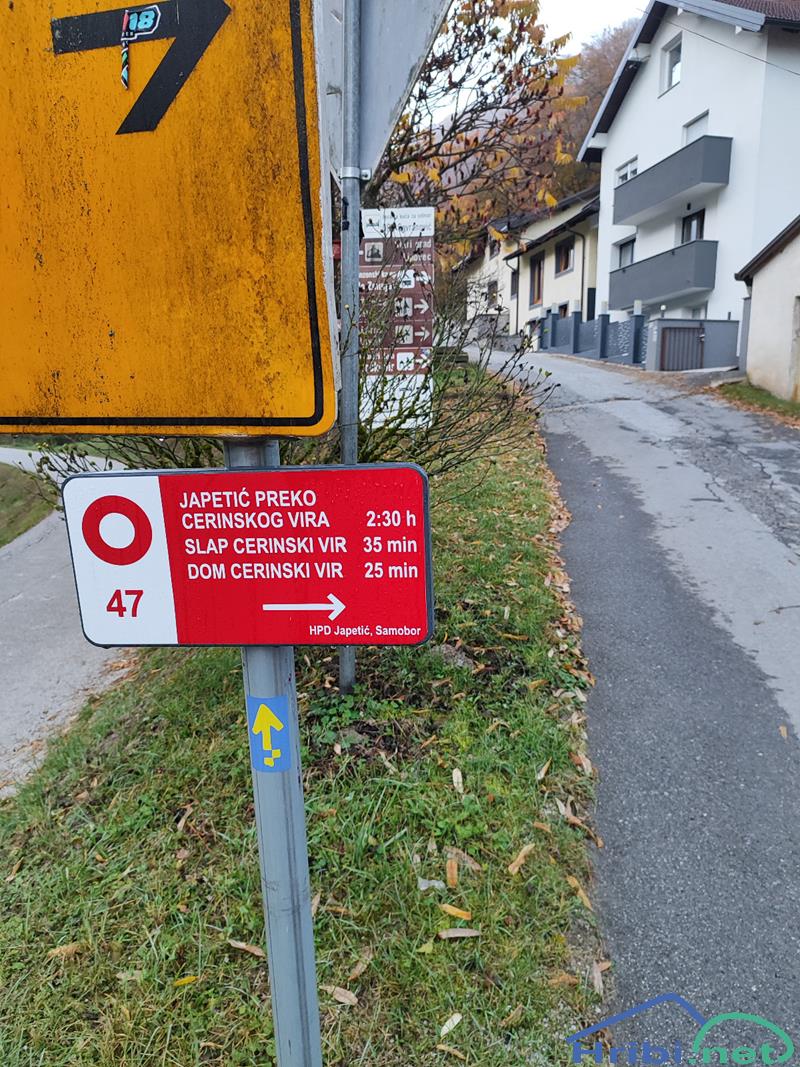 18
JAPETIĆ PREKO
CERINSKOG VIRA 2:30 h
SLAP CERINSKI VIR 35 min
DOM CERINSKI VIR 25 min
47
HPD Japetić, Samobor
Hribi.net